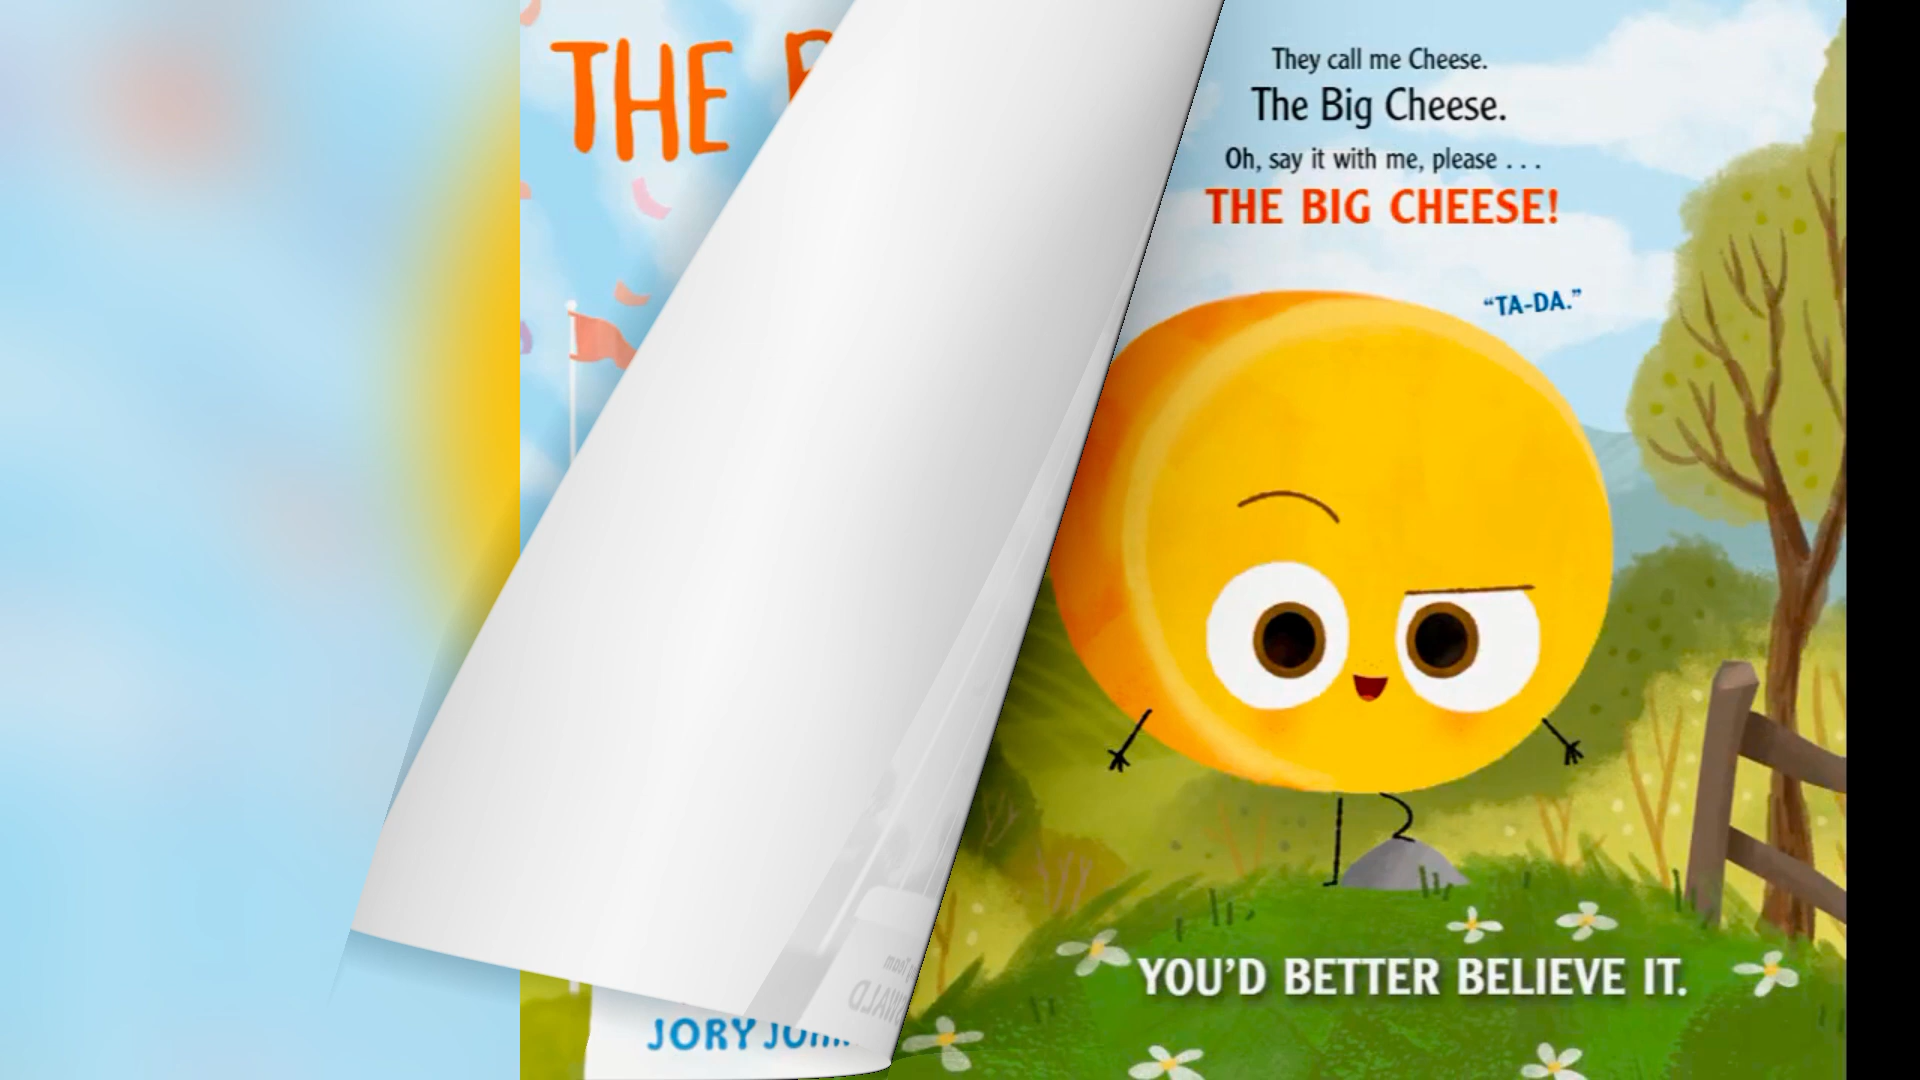 THE
JORY
They call me Cheese.
The Big Cheese.
Oh, say it with me, please . . .
THE BIG CHEESE!
“TA-DA.”
YOU’D BETTER BELIEVE IT.